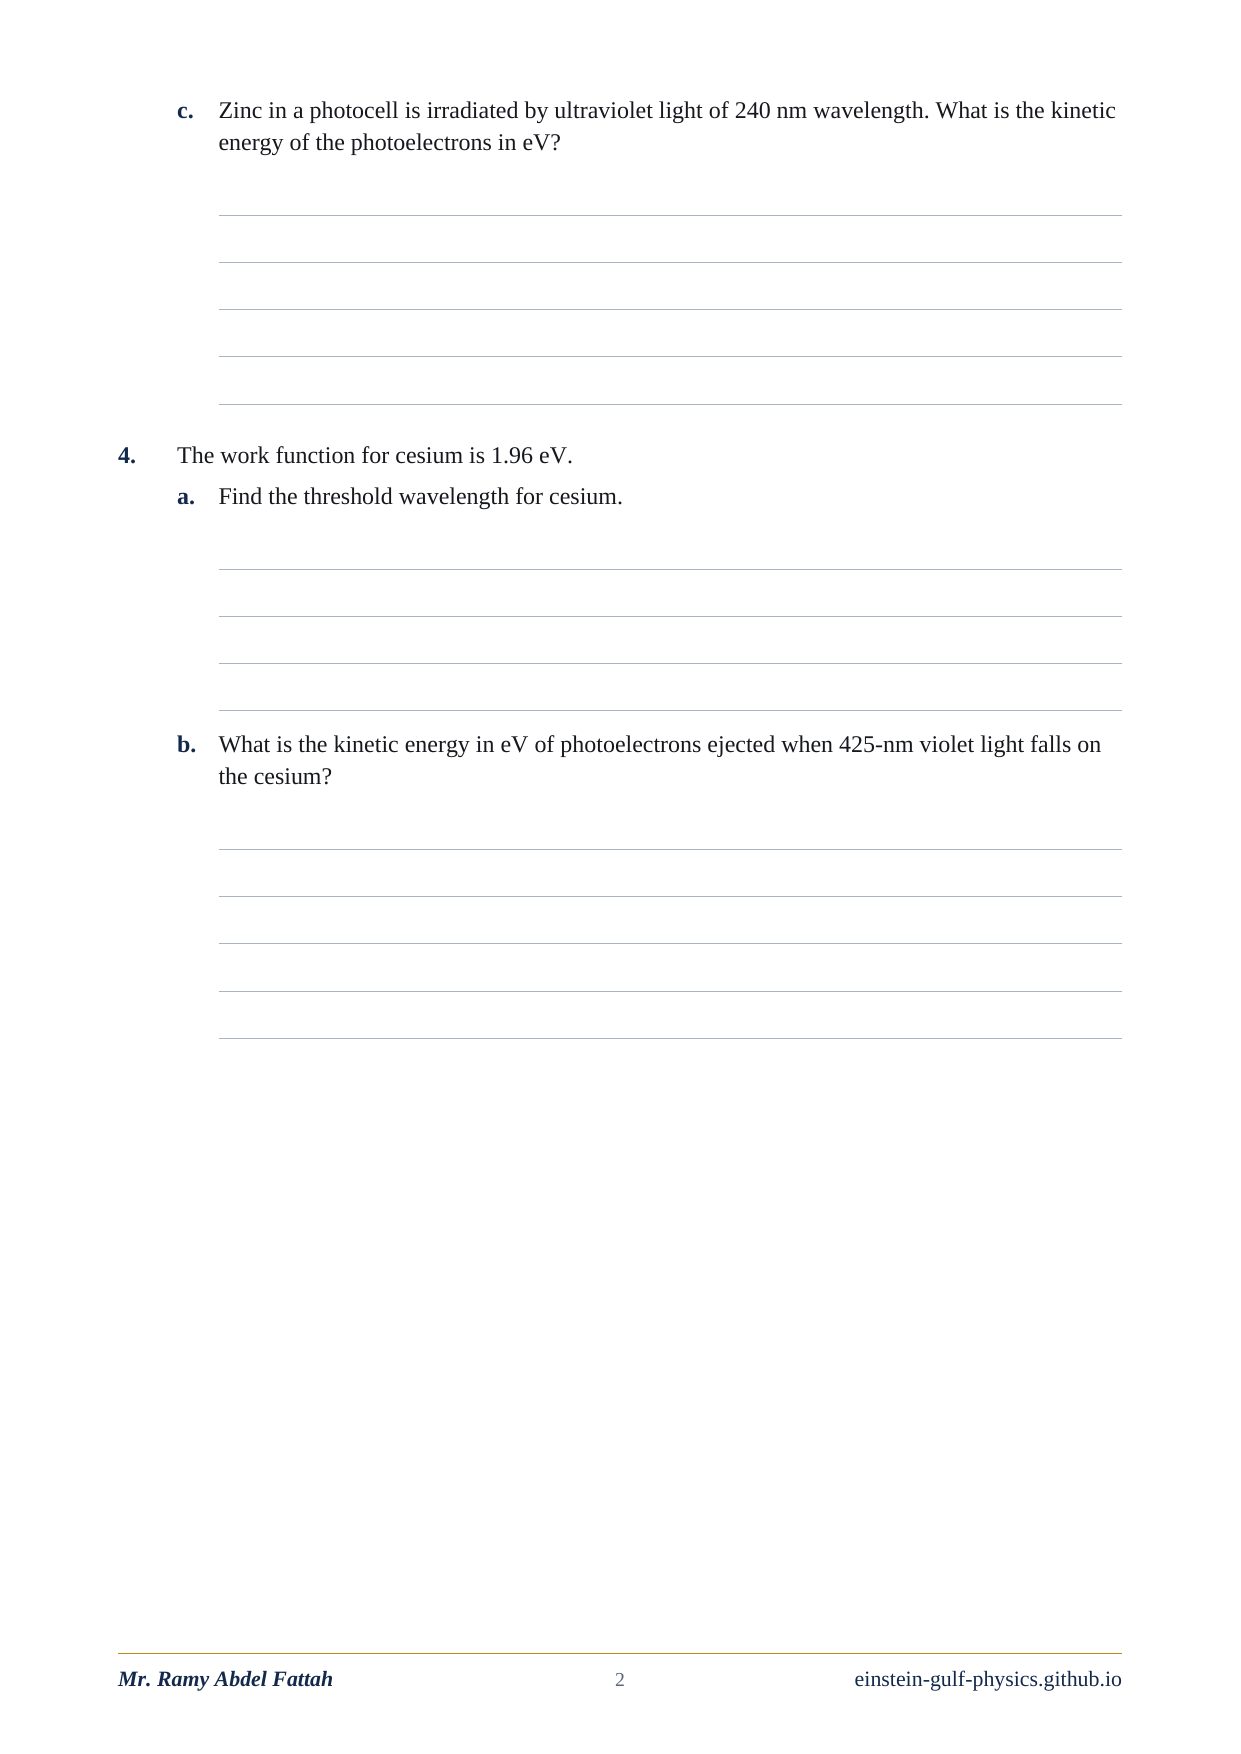 c. Zinc in a photocell is irradiated by ultraviolet light of 240 nm wavelength. What is the kinetic
energy of the photoelectrons in eV?
4. The work function for cesium is 1.96 eV.
a. Find the threshold wavelength for cesium.
b. What is the kinetic energy in eV of photoelectrons ejected when 425-nm violet light falls on
the cesium?
Mr. Ramy Abdel Fattah 2 einstein-gulf-physics.github.io